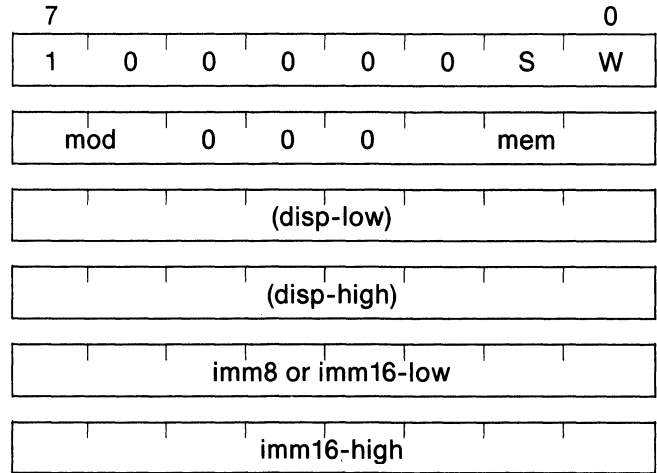 7 0
1 0 0 0 0 0 S W
mod 0 0 0 mem
(disp-low)
(disp-high)
imm8 or imm16-low
imm16-high